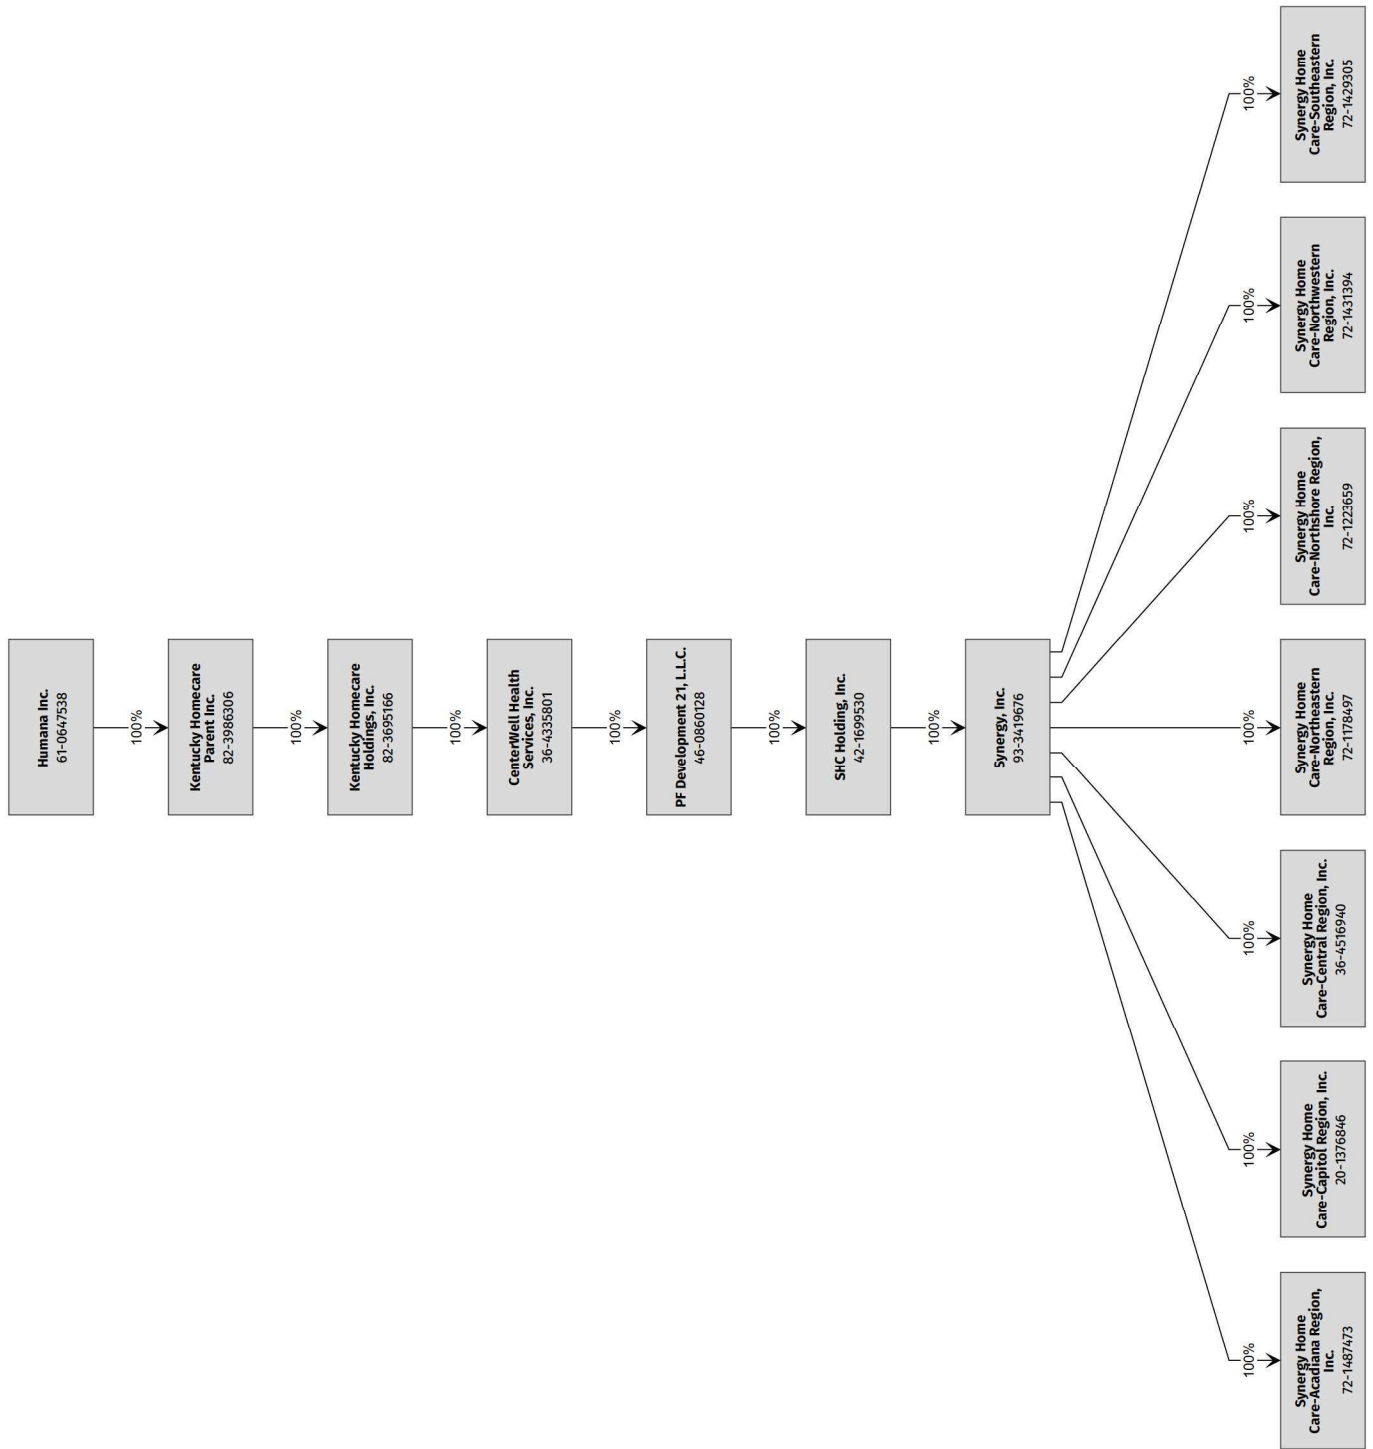 Humana Inc.
61-0647538
100%
Kentucky Homecare
Parent Inc.
82-3986306
100%
Kentucky Homecare
Holdings, Inc.
82-3695166
100%
CenterWell Health
Services, Inc.
36-4335801
100%
PF Development 21, L.L.C.
46-0860128
100%
SHC Holding, Inc.
42-1699530
100%
Synergy, Inc.
93-3419676
100%
Synergy Home
Care-Acadiana Region,
Inc.
72-1487473
100%
Synergy Home
Care-Capitol Region, Inc.
20-1376846
100%
Synergy Home
Care-Central Region, Inc.
36-4516940
100%
Synergy Home
Care-Northeastern
Region, Inc.
72-1178497
100%
Synergy Home
Care-Northshore Region,
Inc.
72-1223659
100%
Synergy Home
Care-Northwestern
Region, Inc.
72-1431394
100%
Synergy Home
Care-Southeastern
Region, Inc.
72-1429305